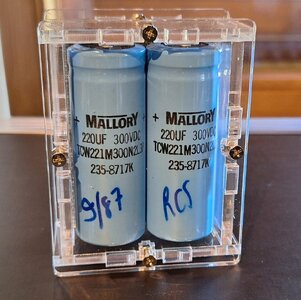 + MALLORY
220UF 300VDC
TCW221M300N2L
235-8717K
9/87
+ MALLORY
220UF 300VDC
TCW221M300N2L
235-8717K
RCS